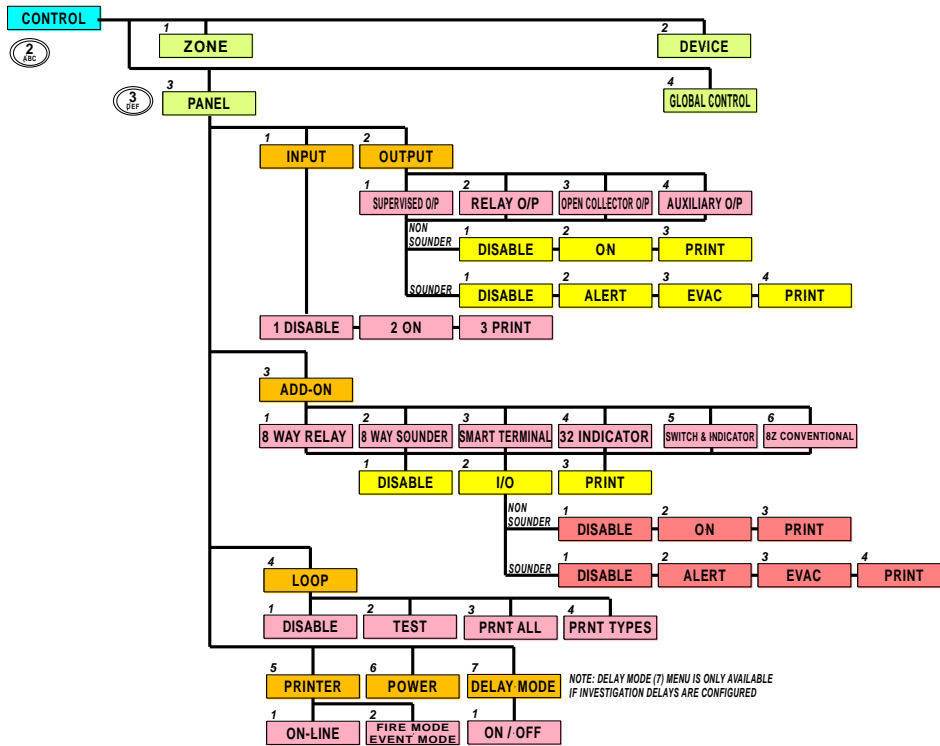 CONTROL
2
ABC
1
ZONE
2
DEVICE
3
DEF
3
PANEL
4
GLOBAL CONTROL
1
INPUT
2
OUTPUT
1
SUPERVISED O/P
2
RELAY O/P
3
OPEN COLLECTOR O/P
4
AUXILIARY O/P
NON
SOUNDER
1
DISABLE
2
ON
3
PRINT
SOUNDER
1
DISABLE
2
ALERT
3
EVAC
4
PRINT
1 DISABLE
2 ON
3 PRINT
3
ADD-ON
1
8 WAY RELAY
2
8 WAY SOUNDER
3
SMART TERMINAL
4
32 INDICATOR
5
SWITCH & INDICATOR
6
8Z CONVENTIONAL
1
DISABLE
2
I/O
3
PRINT
NON
SOUNDER
1
DISABLE
2
ON
3
PRINT
SOUNDER
1
DISABLE
2
ALERT
3
EVAC
4
PRINT
4
LOOP
1
DISABLE
2
TEST
3
PRNT ALL
4
PRNT TYPES
5
PRINTER
6
POWER
7
DELAY MODE
NOTE: DELAY MODE (7) MENU IS ONLY AVAILABLE
IF INVESTIGATION DELAYS ARE CONFIGURED
1
ON-LINE
2
FIRE MODE
EVENT MODE
1
ON / OFF